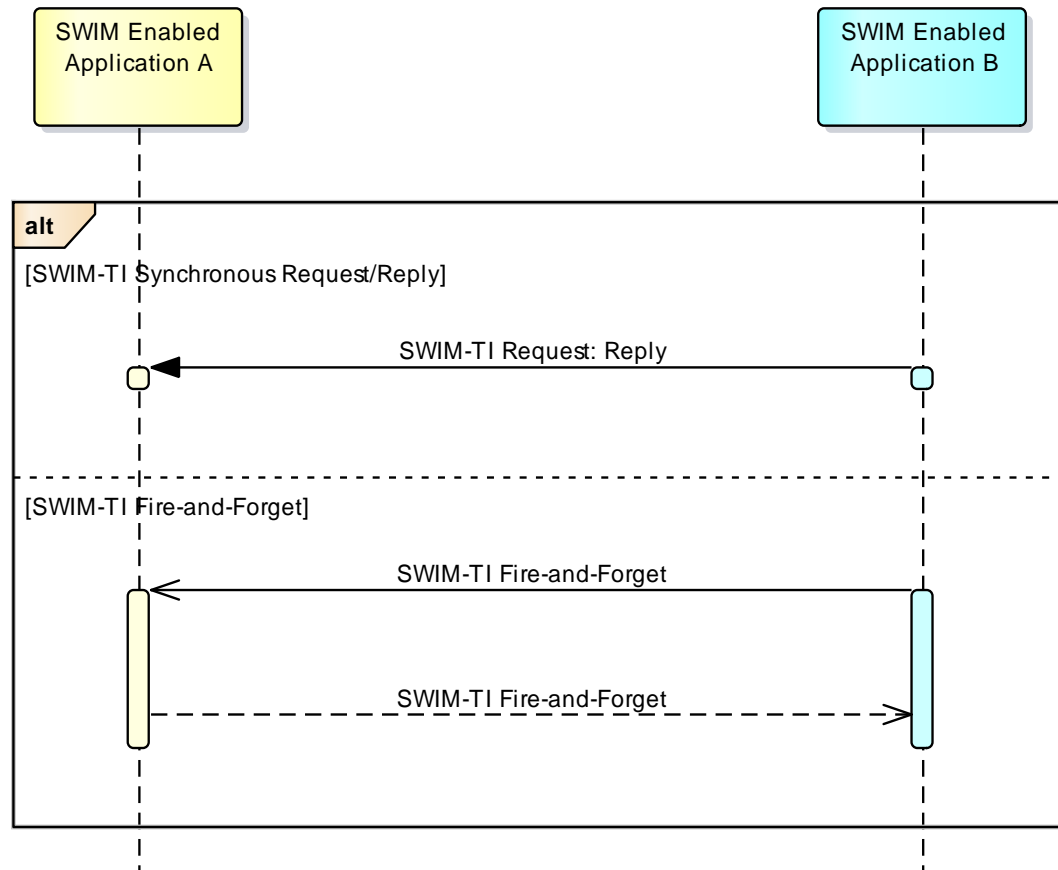 SWIM Enabled
Application A
SWIM Enabled
Application B
alt
[SWIM-TI Synchronous Request/Reply]
SWIM-TI Request: Reply
[SWIM-TI Fire-and-Forget]
SWIM-TI Fire-and-Forget
SWIM-TI Fire-and-Forget